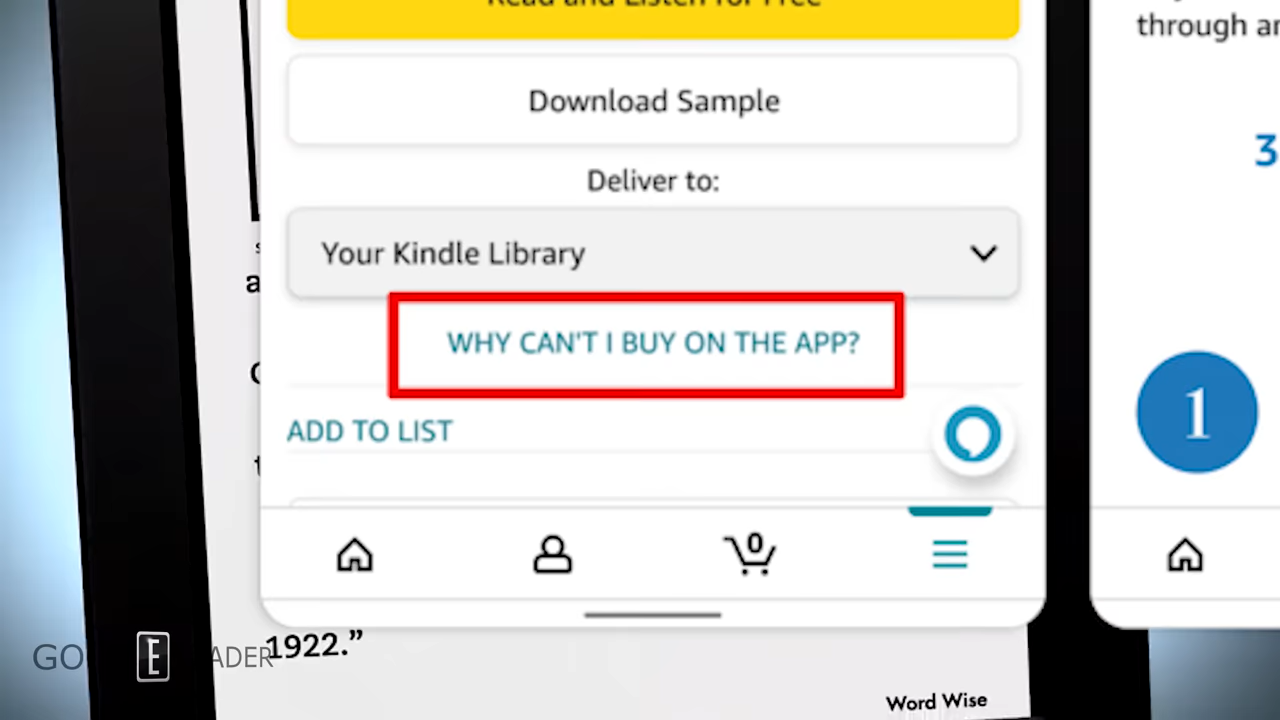 Read and Listen for Free
through
Download Sample
Deliver to:
3
Your Kindle Library
WHY CAN'T I BUY ON THE APP?
1
ADD TO LIST
0
1922.”
GO
E
ADER
Word Wise